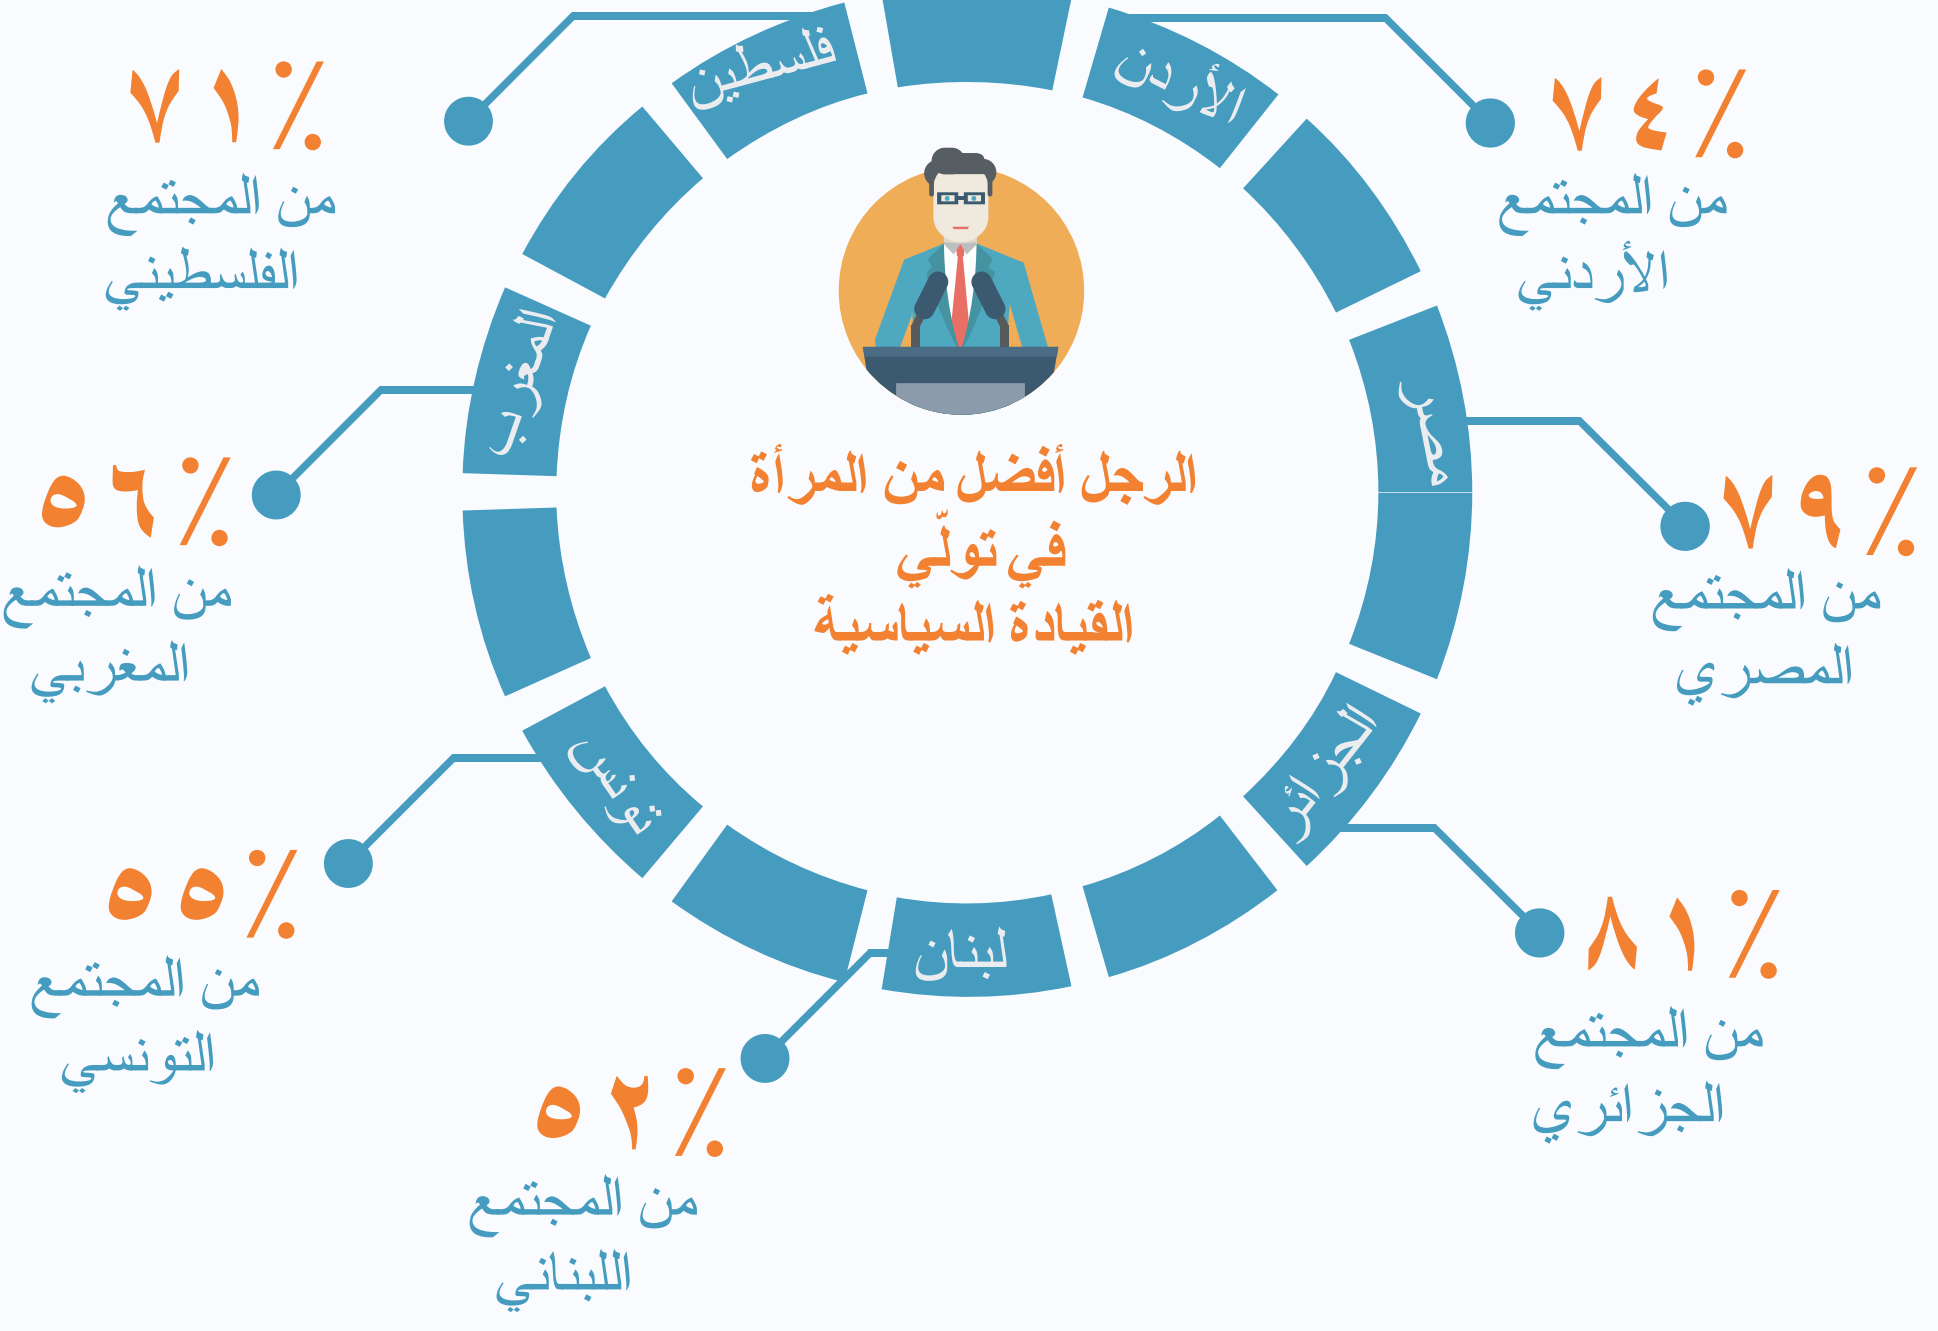 الأردن
فلسطين
٪٧٤
من المجتمع
الأردني
٪٧١
من المجتمع
الفلسطيني
مصر
المغرب
الرجل أفضل من المرأة
في تولّي
القيادة السياسية
٪٧٩
من المجتمع
المصري
٪٥٦
من المجتمع
المغربي
الجزائر
تونس
٪٨١
من المجتمع
الجزائري
٪٥٥
من المجتمع
التونسي
لبنان
٪٥٢
من المجتمع
اللبناني